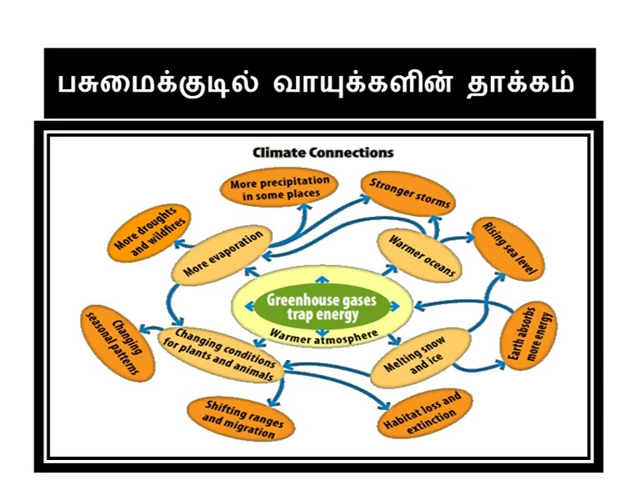 பசுமைக்குடில் வாயுக்களின் தாக்கம்
Climate Connections
More precipitation
in some places
Stronger storms
More droughts
and wildfires
More evaporation
Warmer oceans
Rising sea level
Greenhouse gases
trap energy
Warmer atmosphere
Changing
seasonal patterns
Changing conditions
for plants and animals
Melting snow
and ice
Earth absorbs
more energy
Shifting ranges
and migration
Habitat loss and
extinction